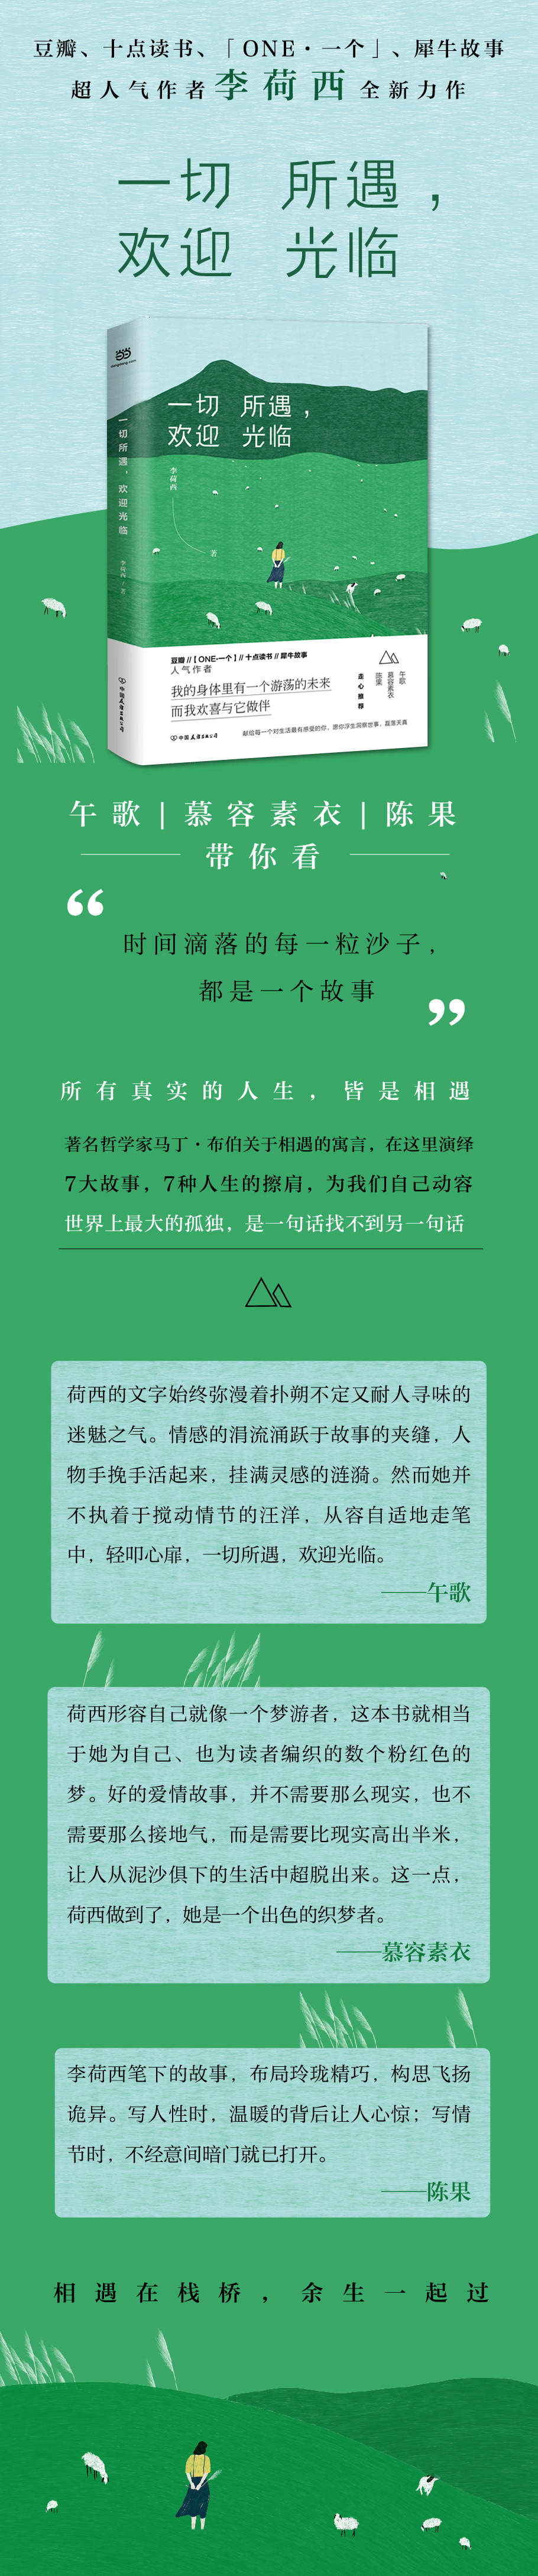 豆瓣、十点读书、「ONE·一个」、犀牛故事
超人气作者李荷西全新力作
一切 所遇，
欢迎 光临
当当
dangdang.com
一切所遇，欢迎光临
李荷西 / 著
中国友谊出版公司
一切 所遇，
欢迎 光临
李荷西
著
豆瓣 //【ONE·一个】// 十点读书 // 犀牛故事
人气作者
我的身体里有一个游荡的未来
而我欢喜与它做伴
午歌
慕容素衣
陈果
走心推荐
中国友谊出版公司
献给每一个对生活最有感受的你，愿你浮生洞察世事，磊落天真
午歌|慕容素衣|陈果
带你看
“
时间滴落的每一粒沙子，
都是一个故事
”
所有真实的人生，皆是相遇
著名哲学家马丁·布伯关于相遇的寓言，在这里演绎
7大故事，7种人生的擦肩，为我们自己动容
世界上最大的孤独，是一句话找不到另一句话
荷西的文字始终弥漫着扑朔不定又耐人寻味的
迷魅之气。情感的涓流涌跃于故事的夹缝，人
物手挽手活起来，挂满灵感的涟漪。然而她并
不执着于搅动情节的汪洋，从容自适地走笔
中，轻叩心扉，一切所遇，欢迎光临。
——午歌
荷西形容自己就像一个梦游者，这本书就相当
于她为自己、也为读者编织的数个粉红色的
梦。好的爱情故事，并不需要那么现实，也不
需要那么接地气，而是需要比现实高出半米，
让人从泥沙俱下的生活中超脱出来。这一点，
荷西做到了，她是一个出色的织梦者。
——慕容素衣
李荷西笔下的故事，布局玲珑精巧，构思飞扬
诡异。写人性时，温暖的背后让人心惊；写情
节时，不经意间暗门就已打开。
——陈果
相遇在栈桥，余生一起过